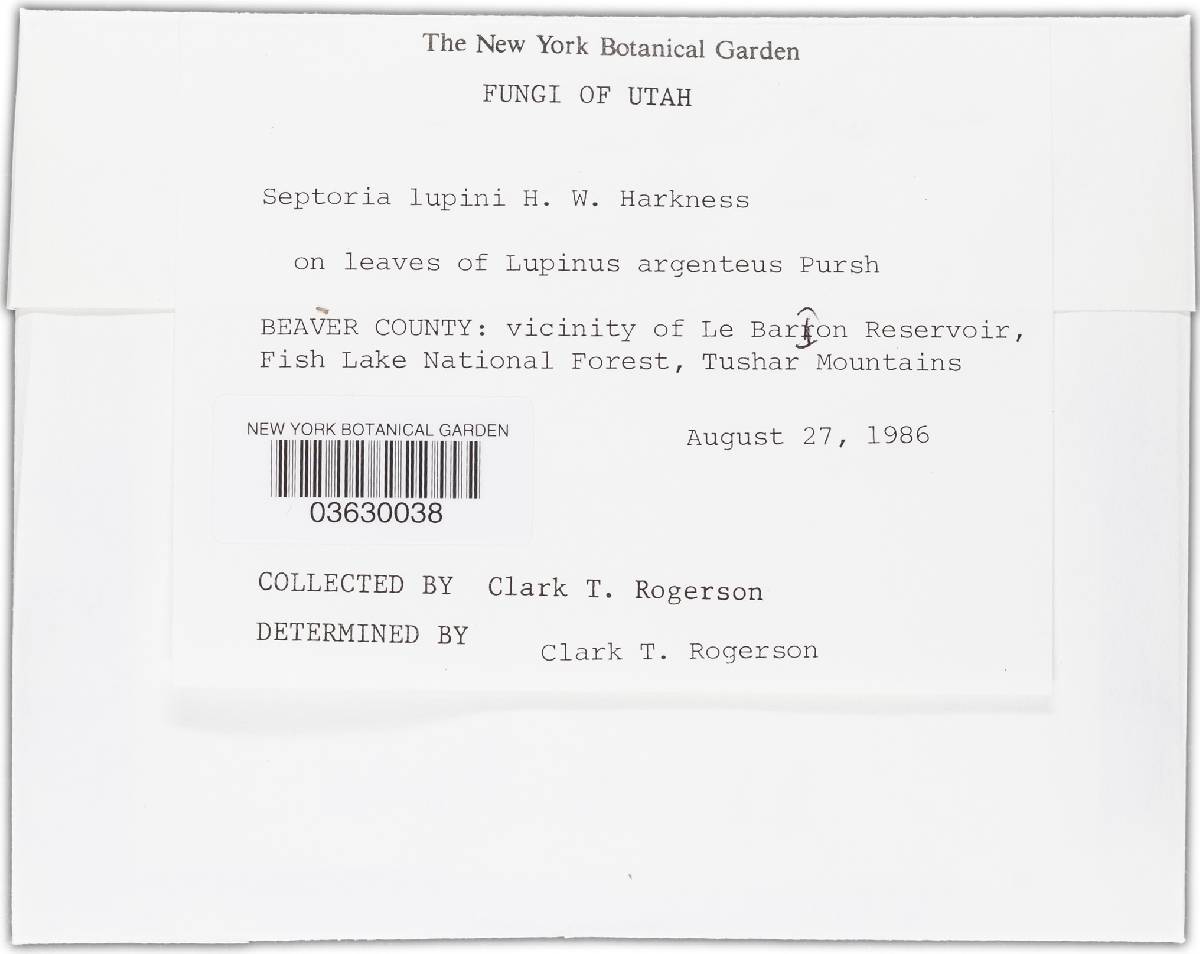 The New York Botanical Garden
FUNGI OF UTAH
Septoria lupini H. W. Harkness
on leaves of Lupinus argenteus Pursh
BEAVER COUNTY: vicinity of Le Baron Reservoir,
Fish Lake National Forest, Tushar Mountains
August 27, 1986
NEW YORK BOTANICAL GARDEN
03630038
COLLECTED BY Clark T. Rogerson
DETERMINED BY
Clark T. Rogerson